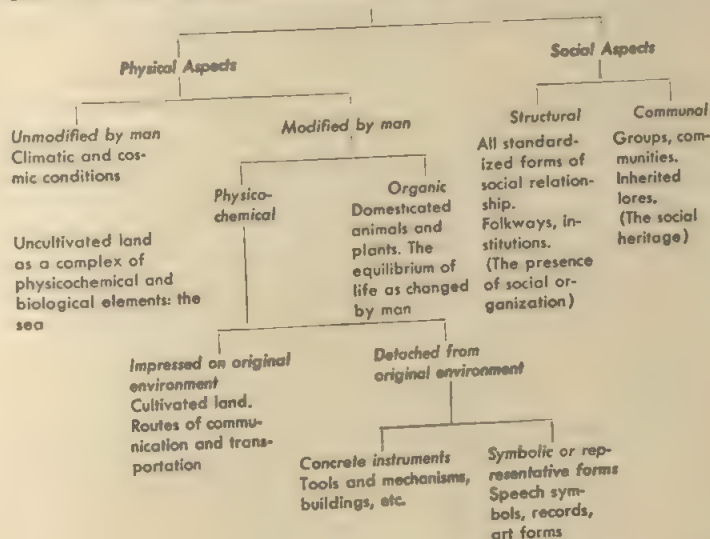 Physical Aspects
Social Aspects
Unmodified by man
Climatic and cos-
mic conditions
Uncultivated land
as a complex of
physicochemical and
biological elements: the
sea
Modified by man
Physico-
chemical
Organic
Domesticated
animals and
plants. The
equilibrium of
life as changed
by man
Structural
All standard-
ized forms of
social relation-
ship.
Folkways, in-
stitutions.
(The presence
of social or-
ganization)
Communal
Groups, com-
munities.
Inherited
lores.
(The social
heritage)
Impressed on original
environment
Cultivated land.
Routes of commu-
nication and trans-
portation
Detached from
original environment
Concrete instruments
Tools and mechanisms,
buildings, etc.
Symbolic or rep-
resentative forms
Speech sym-
bols, records,
art forms